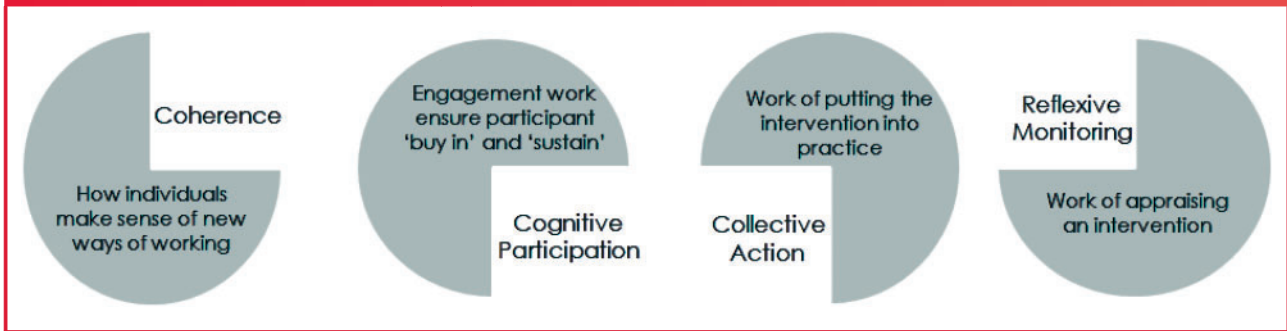 Coherence
How individuals
make sense of new
ways of working
Engagement work
ensure participant
‘buy in’ and ‘sustain’
Cognitive
Participation
Work of putting the
intervention into
practice
Collective
Action
Reflexive
Monitoring
Work of appraising
an intervention